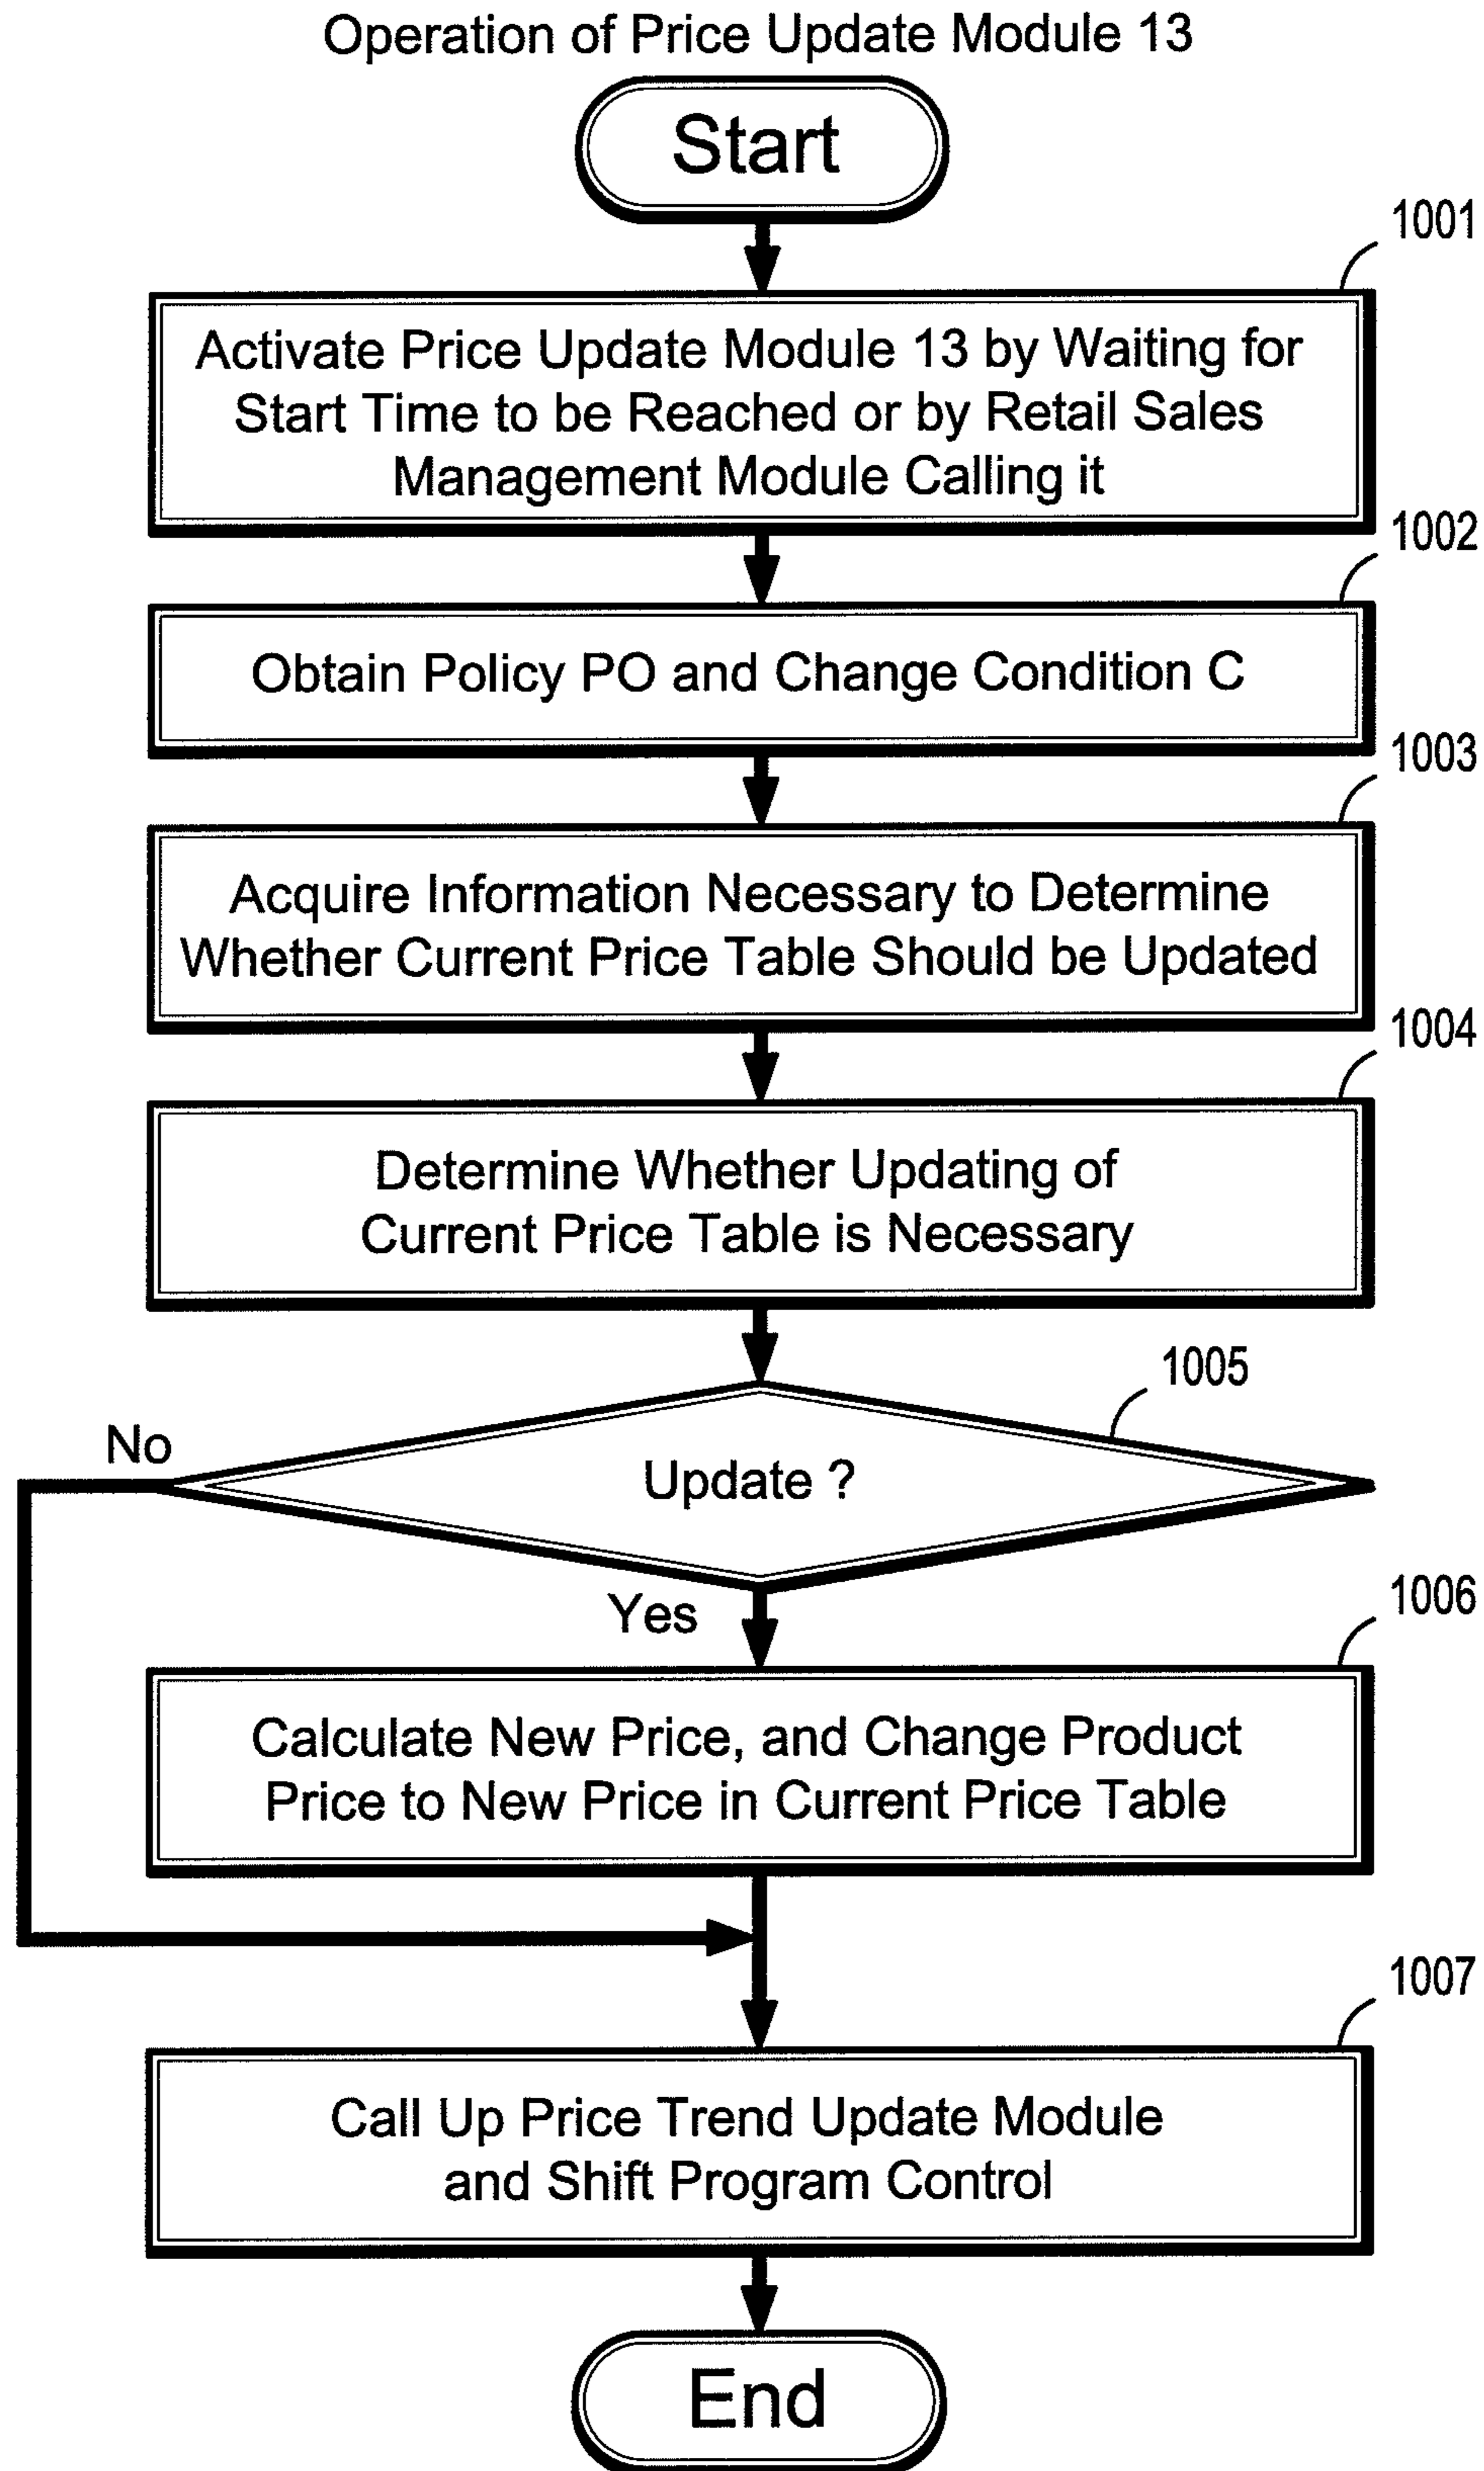 Operation of Price Update Module 13
Start
1001
Activate Price Update Module 13 by Waiting for
Start Time to be Reached or by Retail Sales
Management Module Calling it
1002
Obtain Policy PO and Change Condition C
1003
Acquire Information Necessary to Determine
Whether Current Price Table Should be Updated
1004
Determine Whether Updating of
Current Price Table is Necessary
1005
No
Update ?
Yes
1006
Calculate New Price, and Change Product
Price to New Price in Current Price Table
1007
Call Up Price Trend Update Module
and Shift Program Control
End